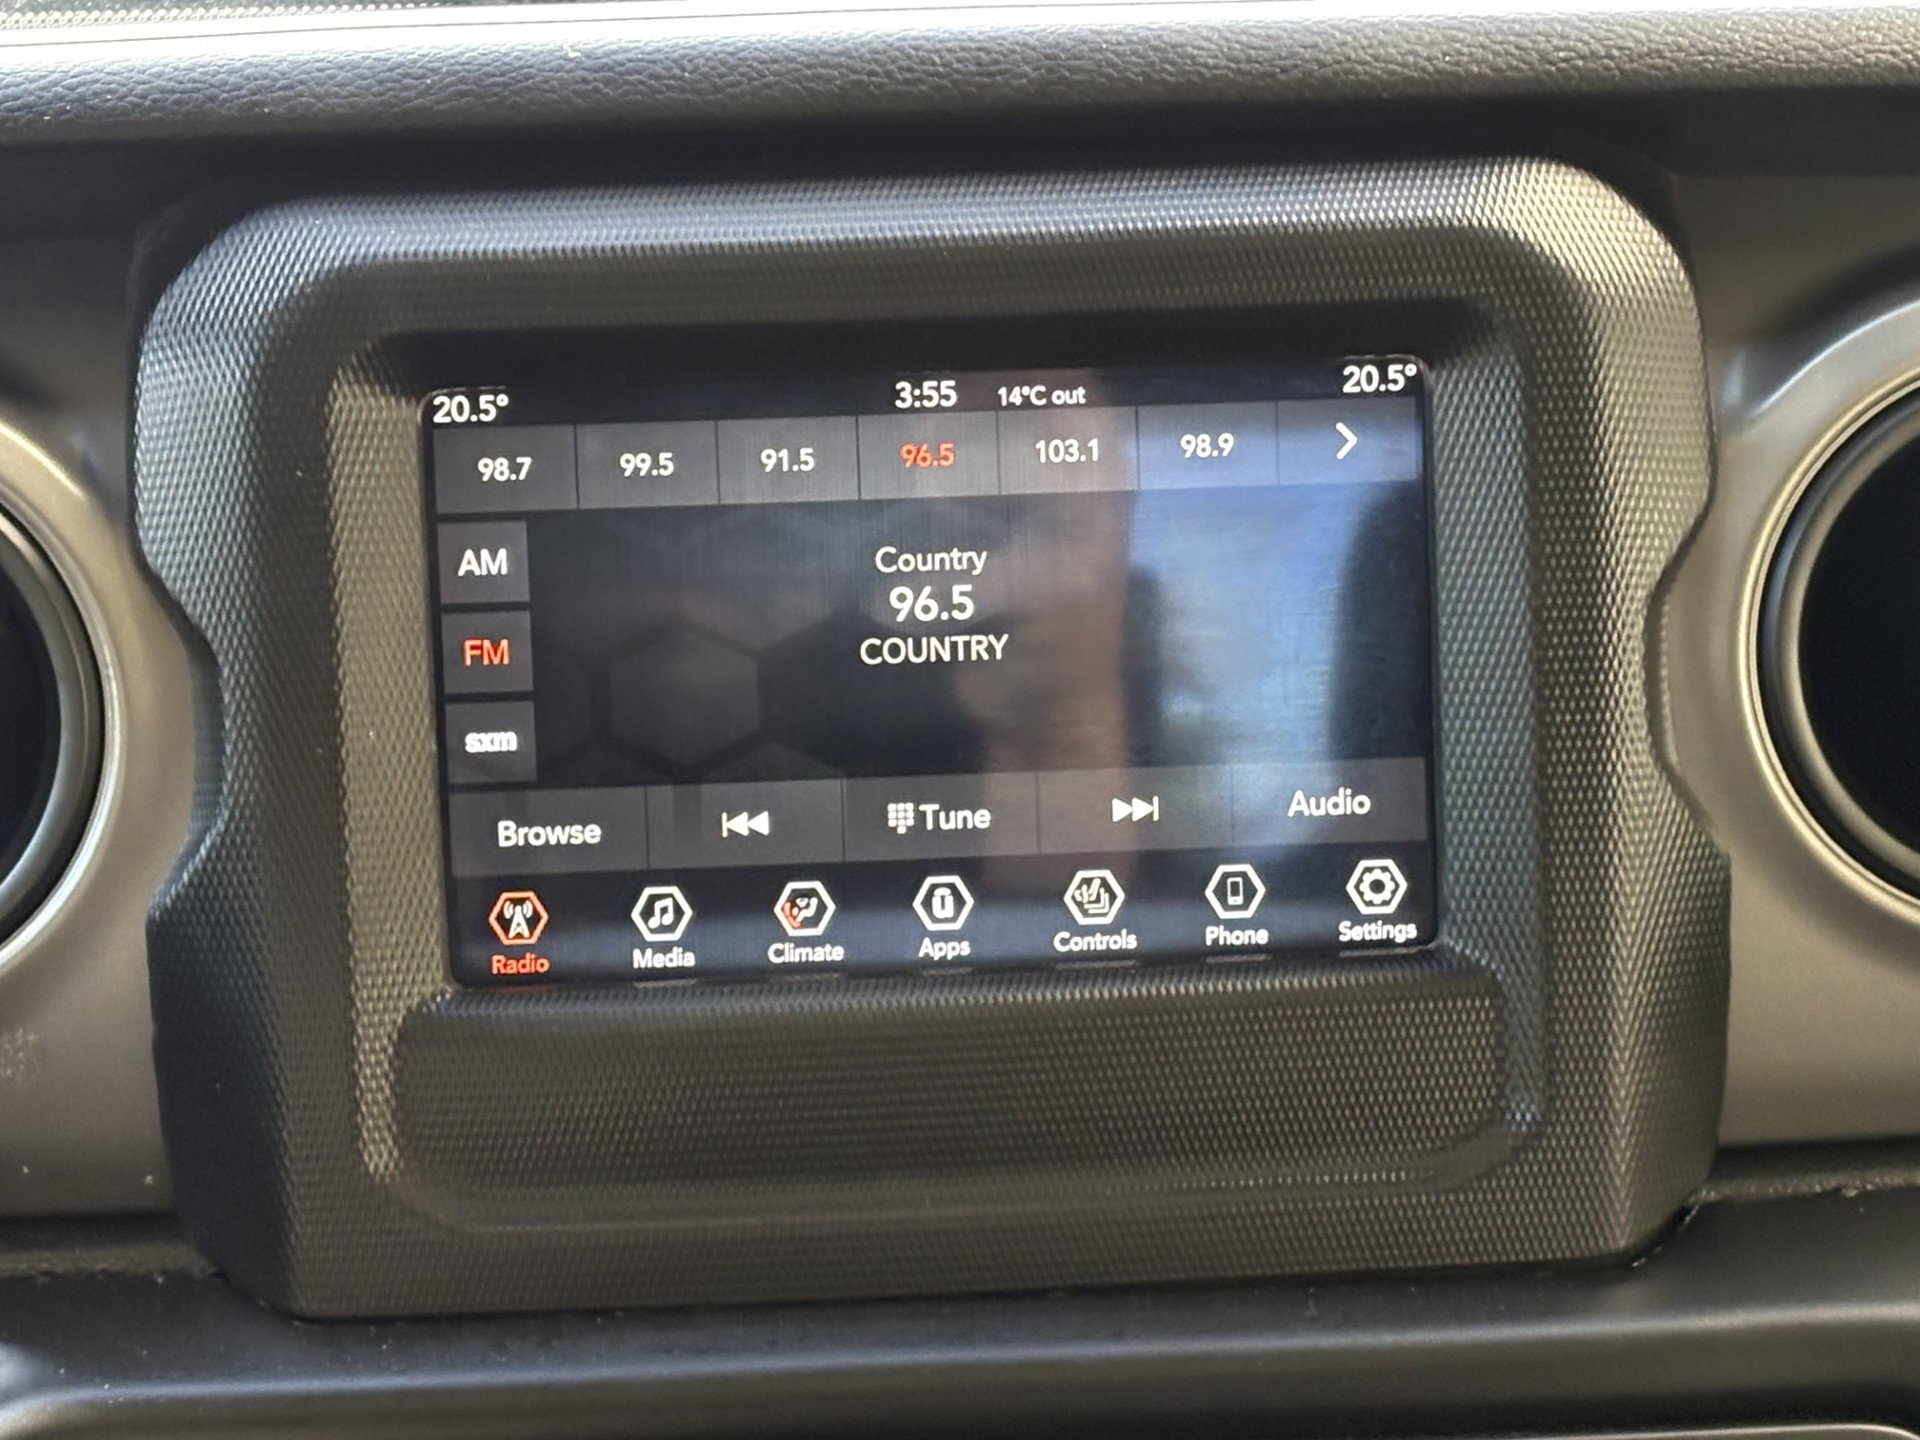 20.5° 3:55 14°C out 20.5°
98.7 99.5 91.5 96.5 103.1 98.9
AM
FM
sxm
Country
96.5
COUNTRY
Browse Tune Audio
Radio Media Climate Apps Controls Phone Settings